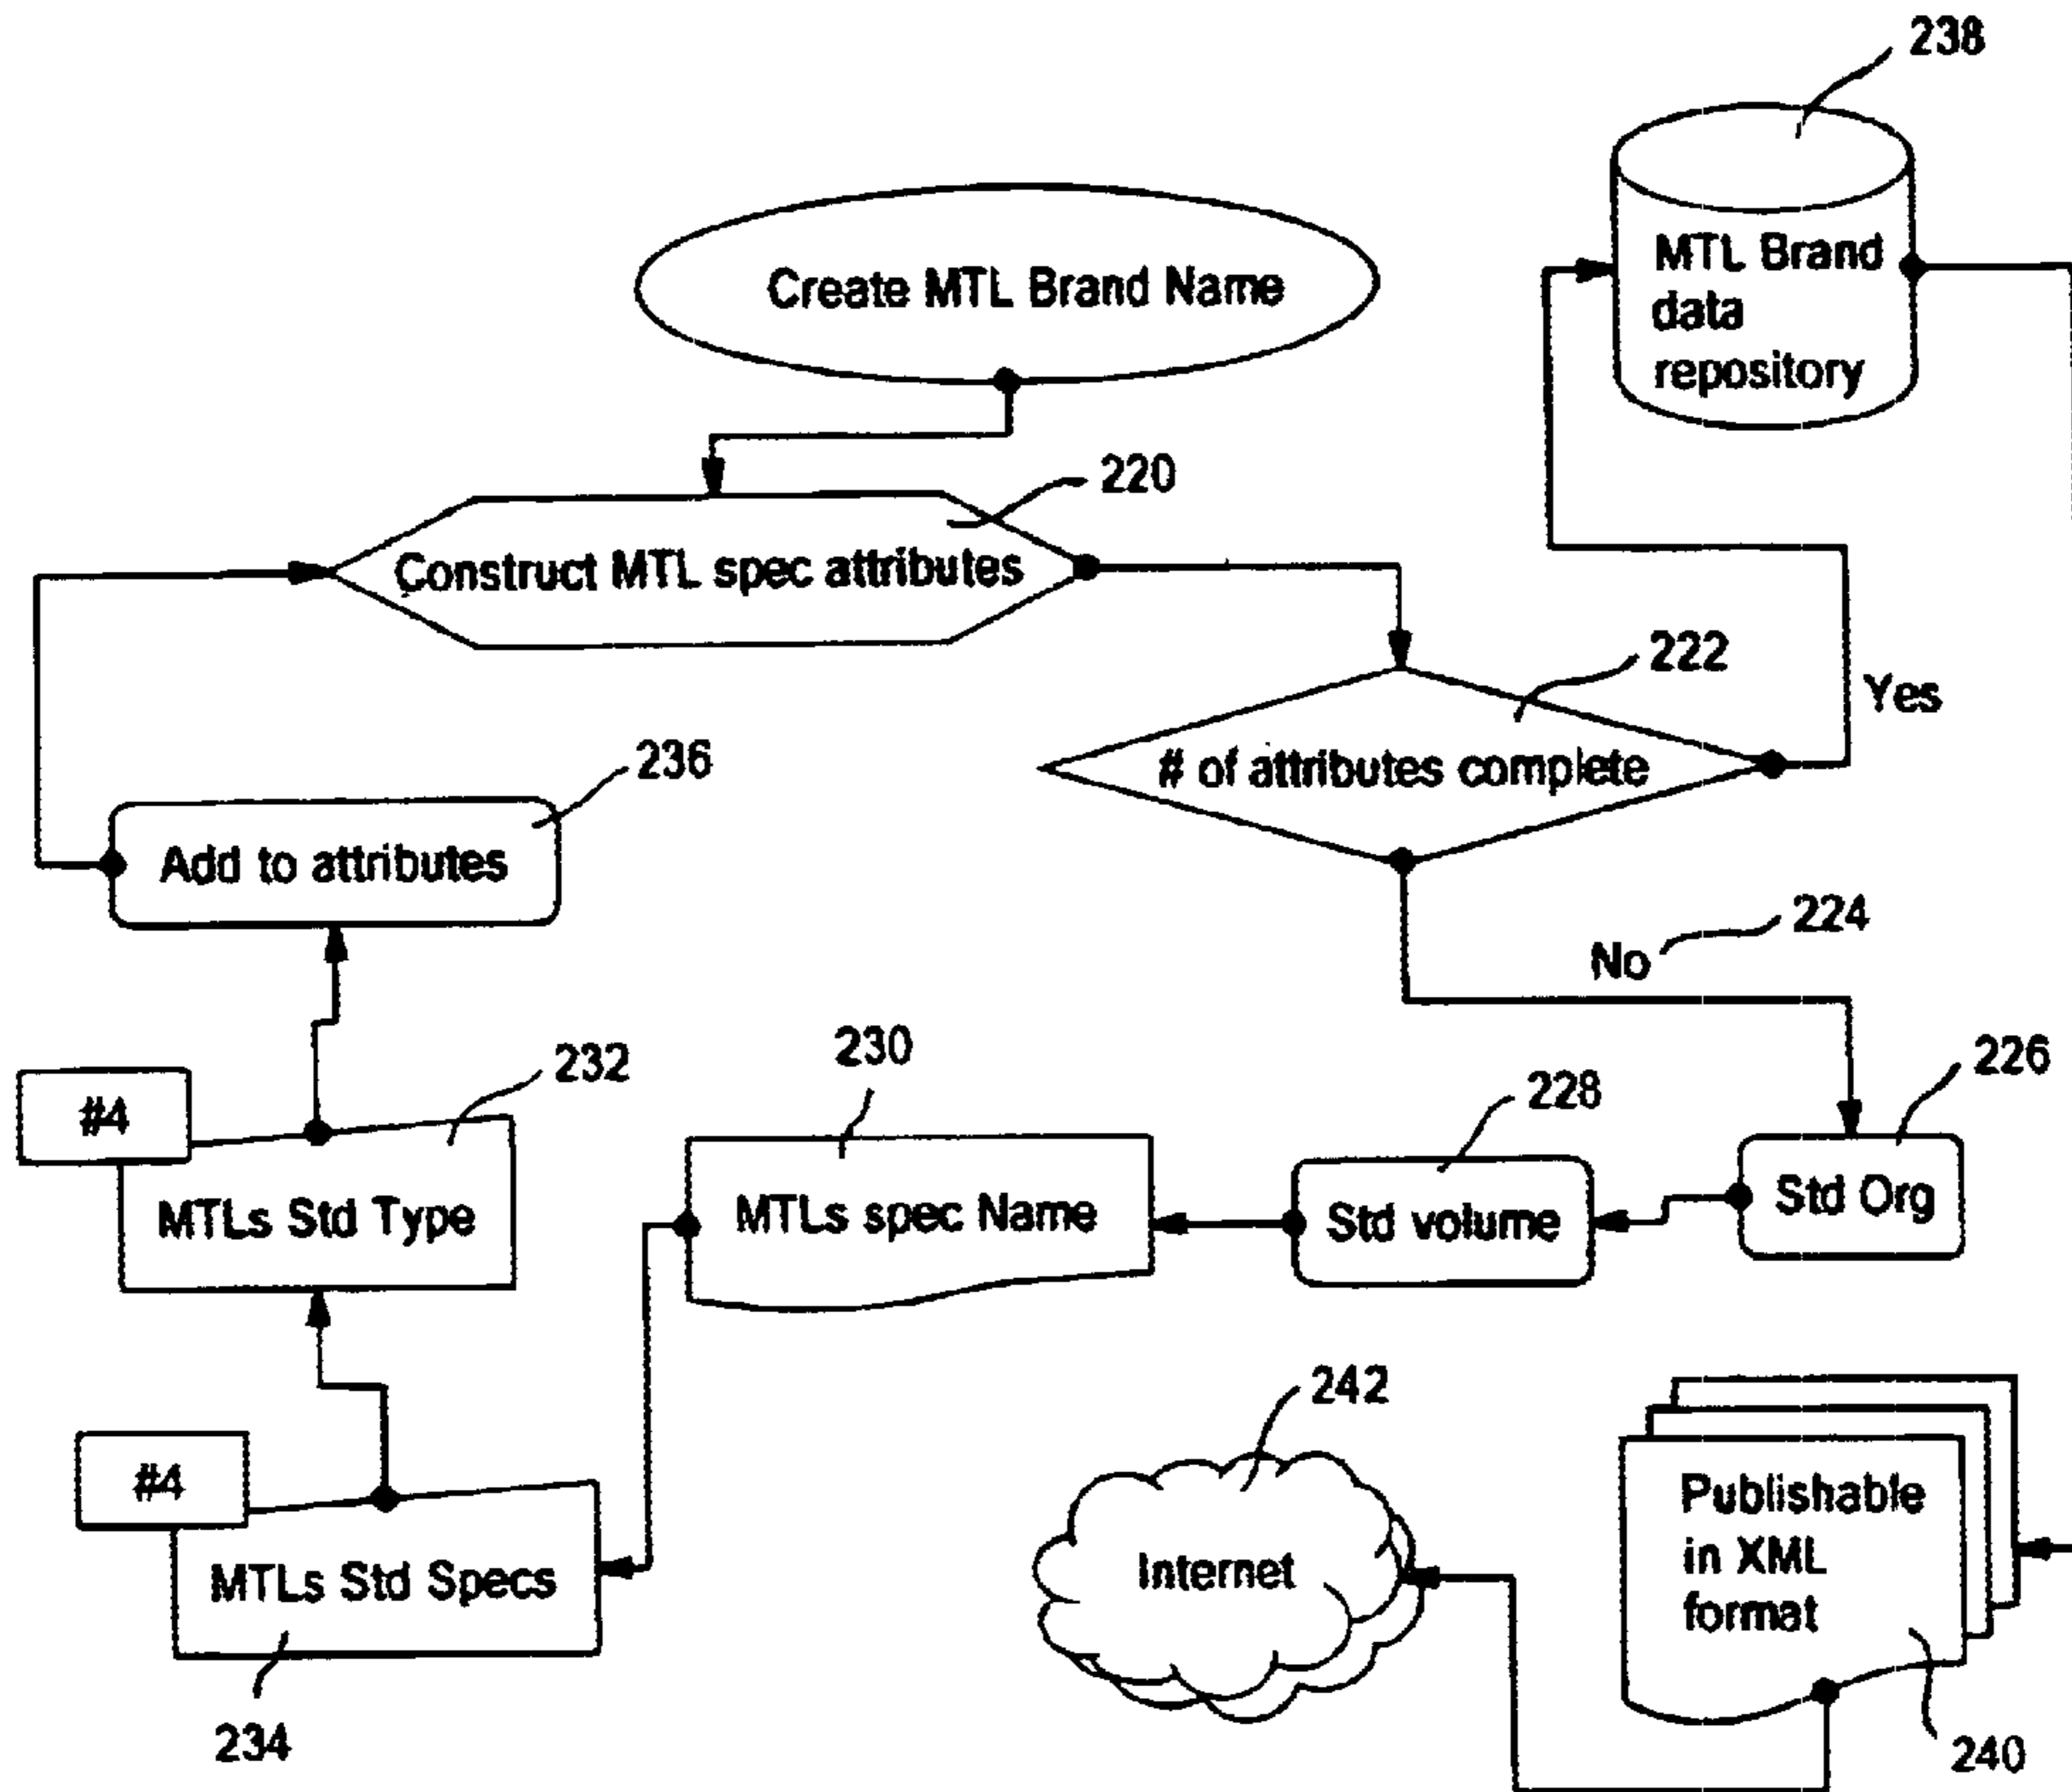 238
MTL Brand
data
repository
Create MTL Brand Name
220
Construct MTL spec attributes
222
Yes
# of attributes complete
236
Add to attributes
224
No
230
232
226
228
#4
MTLs Std Type
MTLs spec Name
Std volume
Std Org
242
#4
MTLs Std Specs
Internet
Publishable
in XML
format
234
240